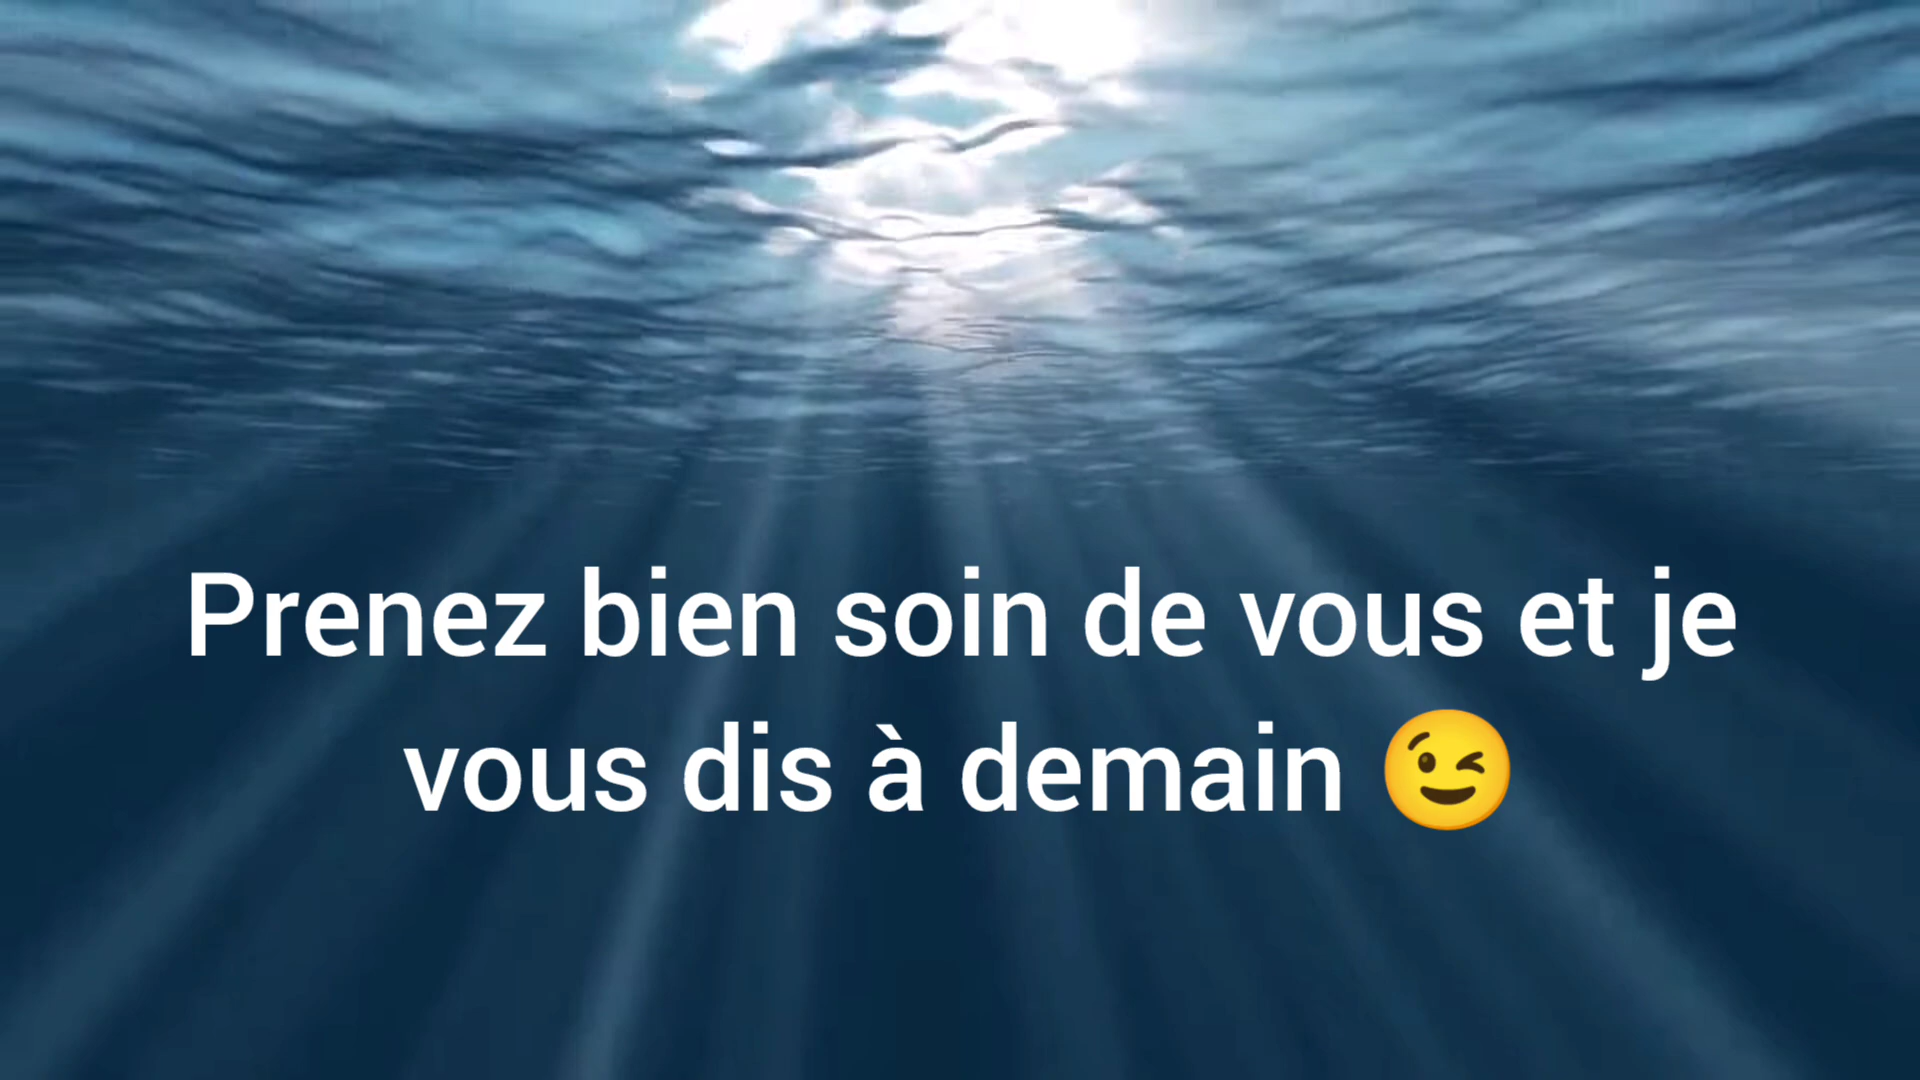 Prenez bien soin de vous et je
vous dis à demain 😉